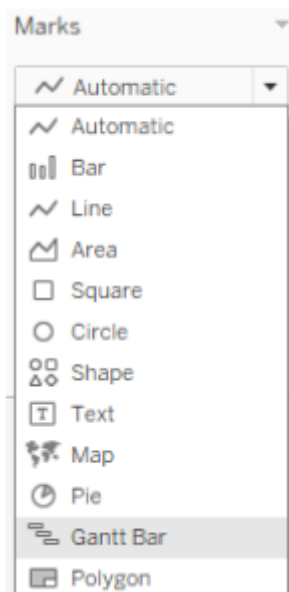 Marks
Automatic
Automatic
Bar
Line
Area
Square
Circle
Shape
Text
Map
Pie
Gantt Bar
Polygon